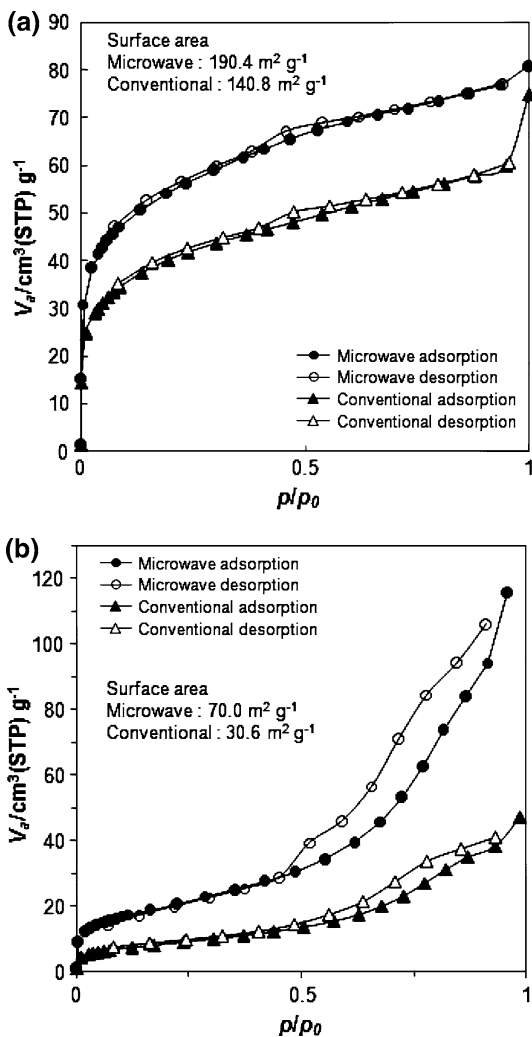 (a)
Surface area
Microwave : 190.4 m² g⁻¹
Conventional : 140.8 m² g⁻¹
90
80
70
60
50
40
30
20
10
0
Vₐ/cm³(STP) g⁻¹
Microwave adsorption
Microwave desorption
Conventional adsorption
Conventional desorption
0 0.5 1
p/p₀
(b)
Microwave adsorption
Microwave desorption
Conventional adsorption
Conventional desorption
Surface area
Microwave : 70.0 m² g⁻¹
Conventional : 30.6 m² g⁻¹
120
100
80
60
40
20
0
Vₐ/cm³(STP) g⁻¹
0 0.5 1
p/p₀